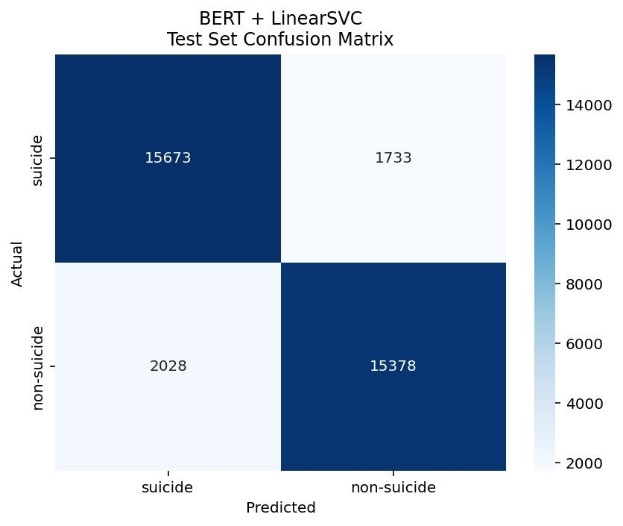 BERT + LinearSVC
Test Set Confusion Matrix
suicide
15673
1733
Actual
non-suicide
2028
15378
suicide
non-suicide
Predicted
14000
12000
10000
8000
6000
4000
2000